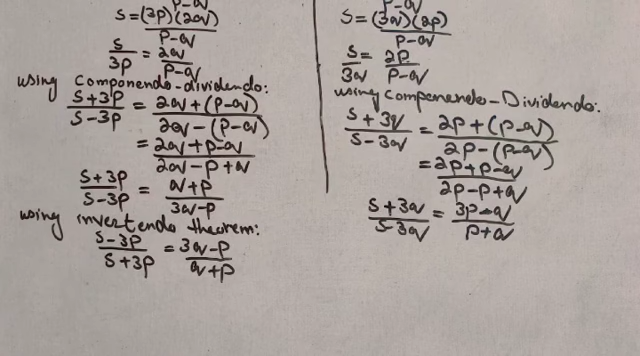 P-q
S=(3p)(2q)
P-q
S/3p = 2q/P-q
using Componendo-dividendo:
S+3p/S-3p = 2q+(P-q)/2q-(P-q)
= 2q+P-q/2q-P+q
S+3p/S-3p = q+p/3q-p
using invertendo theorem:
S-3p/S+3p = 3q-p/q+p
P-q
S=(3q)(2p)
P-q
S/3q = 2p/P-q
using Componendo-Dividendo:
S+3q/S-3q = 2p+(p-q)/2p-(p-q)
= 2p+p-q/2p-p+q
S+3q/S-3q = 3p-q/p+q